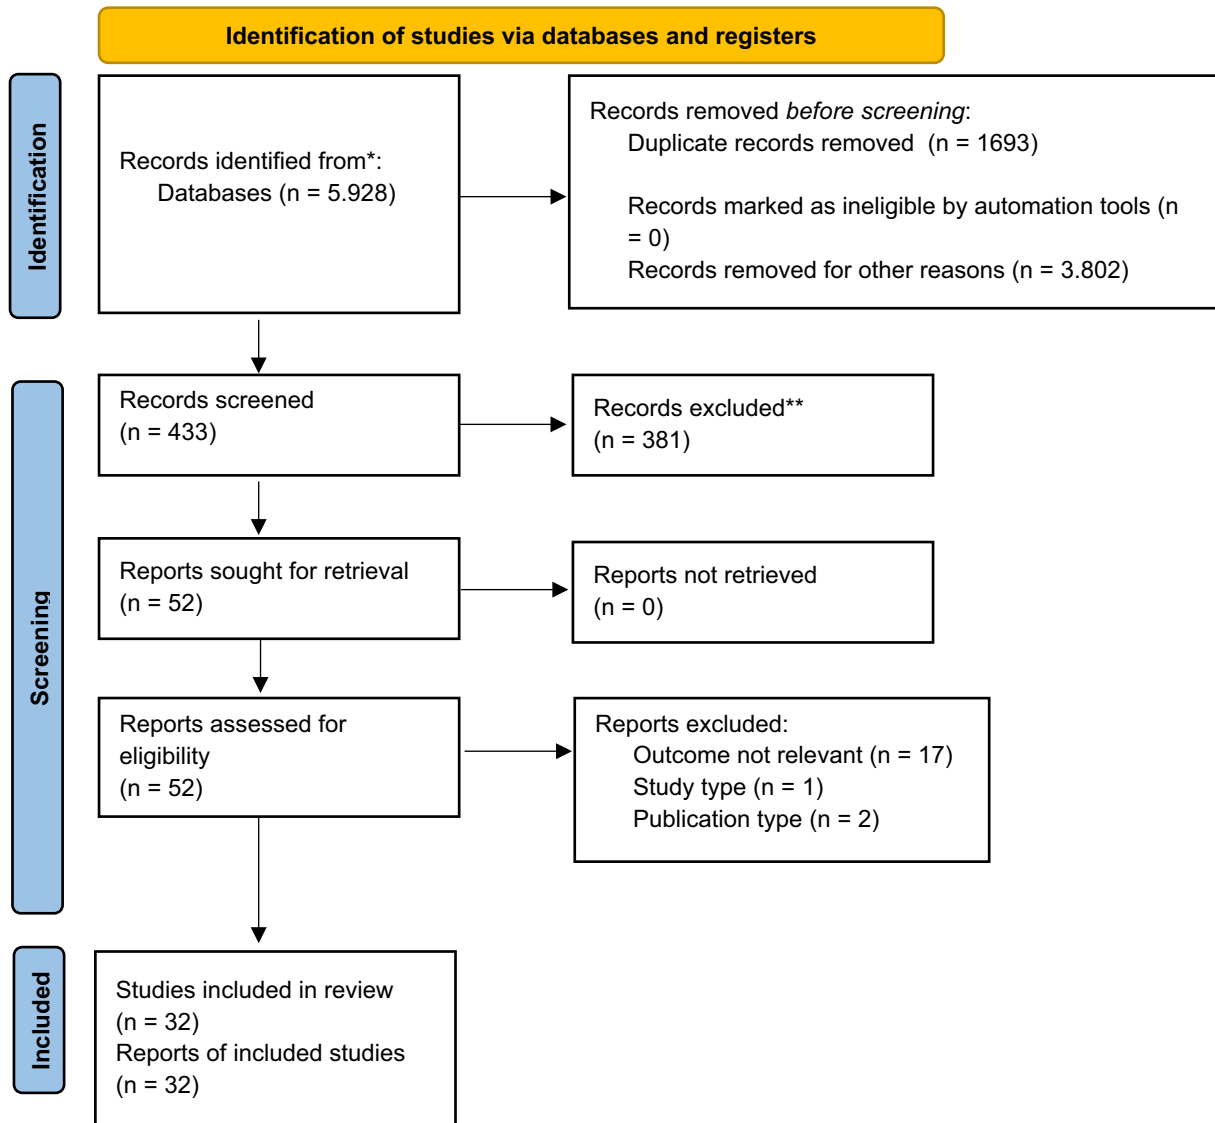 Identification of studies via databases and registers
Identification
Records identified from*:
Databases (n = 5.928)
Records removed before screening:
Duplicate records removed  (n = 1693)
Records marked as ineligible by automation tools (n
= 0)
Records removed for other reasons (n = 3.802)
Screening
Records screened
(n = 433)
Records excluded**
(n = 381)
Reports sought for retrieval
(n = 52)
Reports not retrieved
(n = 0)
Reports assessed for
eligibility
(n = 52)
Reports excluded:
Outcome not relevant (n = 17)
Study type (n = 1)
Publication type (n = 2)
Included
Studies included in review
(n = 32)
Reports of included studies
(n = 32)